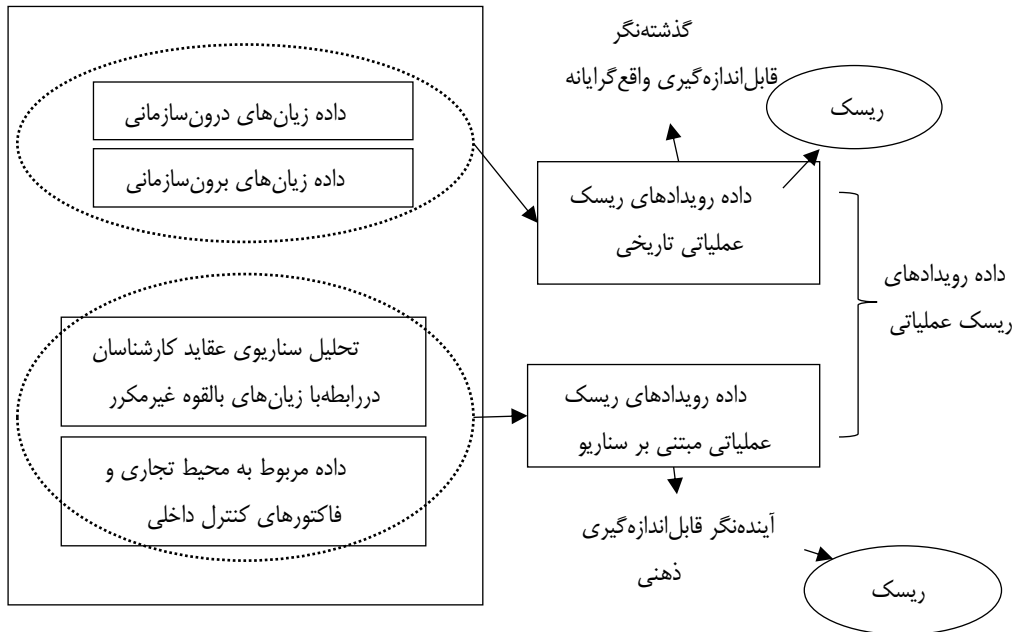 گذشته‌نگر
قابل‌اندازه‌گیری واقع‌گرایانه
ریسک
داده زیان‌های درون‌سازمانی
داده زیان‌های برون‌سازمانی
داده رویدادهای ریسک
عملیاتی تاریخی
داده رویدادهای
ریسک عملیاتی
تحلیل سناریوی عقاید کارشناسان
دررابطه‌با زیان‌های بالقوه غیرمکرر
داده مربوط به محیط تجاری و
فاکتورهای کنترل داخلی
داده رویدادهای ریسک
عملیاتی مبتنی بر سناریو
آینده‌نگر قابل‌اندازه‌گیری
ذهنی
ریسک